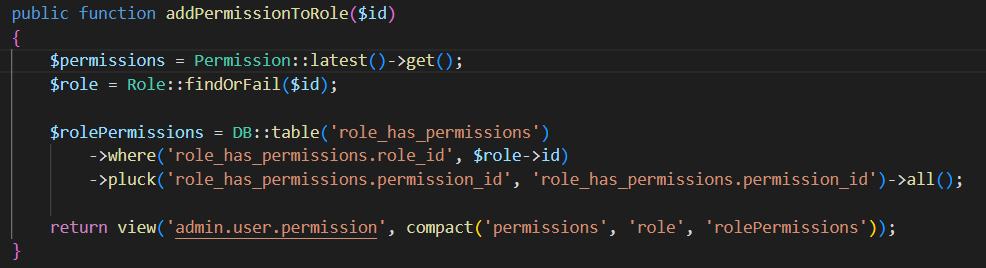 public function addPermissionToRole($id)
{
    $permissions = Permission::latest()->get();
    $role = Role::findOrFail($id);

    $rolePermissions = DB::table('role_has_permissions')
        ->where('role_has_permissions.role_id', $role->id)
        ->pluck('role_has_permissions.permission_id', 'role_has_permissions.permission_id')->all();

    return view('admin.user.permission', compact('permissions', 'role', 'rolePermissions'));
}